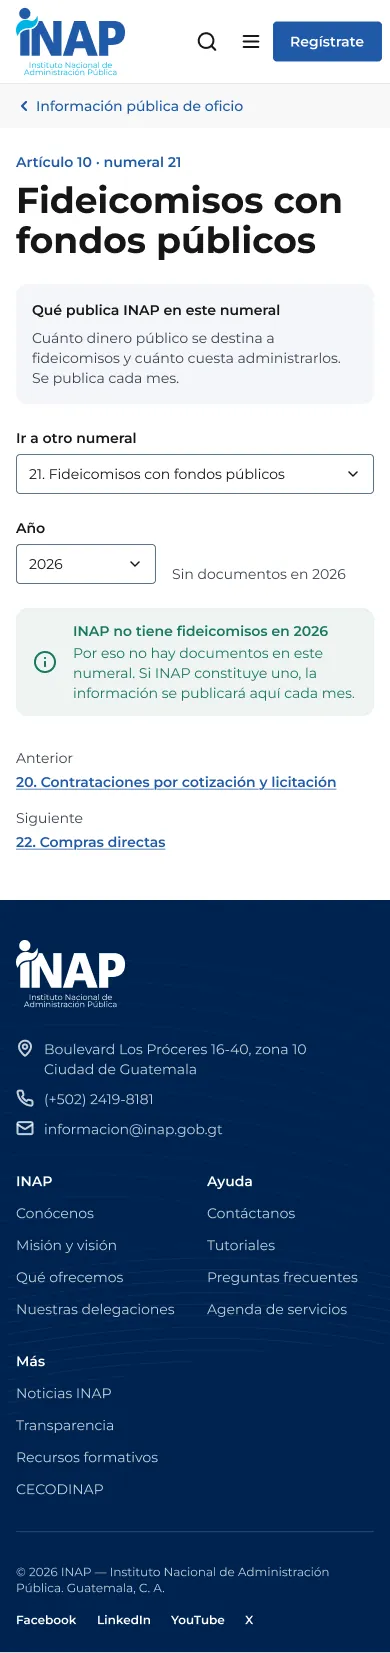 iNAP
Instituto Nacional de
Administración Pública
Regístrate
Información pública de oficio
Artículo 10 · numeral 21
Fideicomisos con
fondos públicos
Qué publica INAP en este numeral
Cuánto dinero público se destina a
fideicomisos y cuánto cuesta administrarlos.
Se publica cada mes.
Ir a otro numeral
21. Fideicomisos con fondos públicos
Año
2026
Sin documentos en 2026
INAP no tiene fideicomisos en 2026
Por eso no hay documentos en este
numeral. Si INAP constituye uno, la
información se publicará aquí cada mes.
Anterior
20. Contrataciones por cotización y licitación
Siguiente
22. Compras directas
iNAP
Instituto Nacional de
Administración Pública
Boulevard Los Próceres 16-40, zona 10
Ciudad de Guatemala
(+502) 2419-8181
informacion@inap.gob.gt
INAP
Conócenos
Misión y visión
Qué ofrecemos
Nuestras delegaciones
Ayuda
Contáctanos
Tutoriales
Preguntas frecuentes
Agenda de servicios
Más
Noticias INAP
Transparencia
Recursos formativos
CECODINAP
© 2026 INAP — Instituto Nacional de Administración
Pública. Guatemala, C. A.
Facebook LinkedIn YouTube X